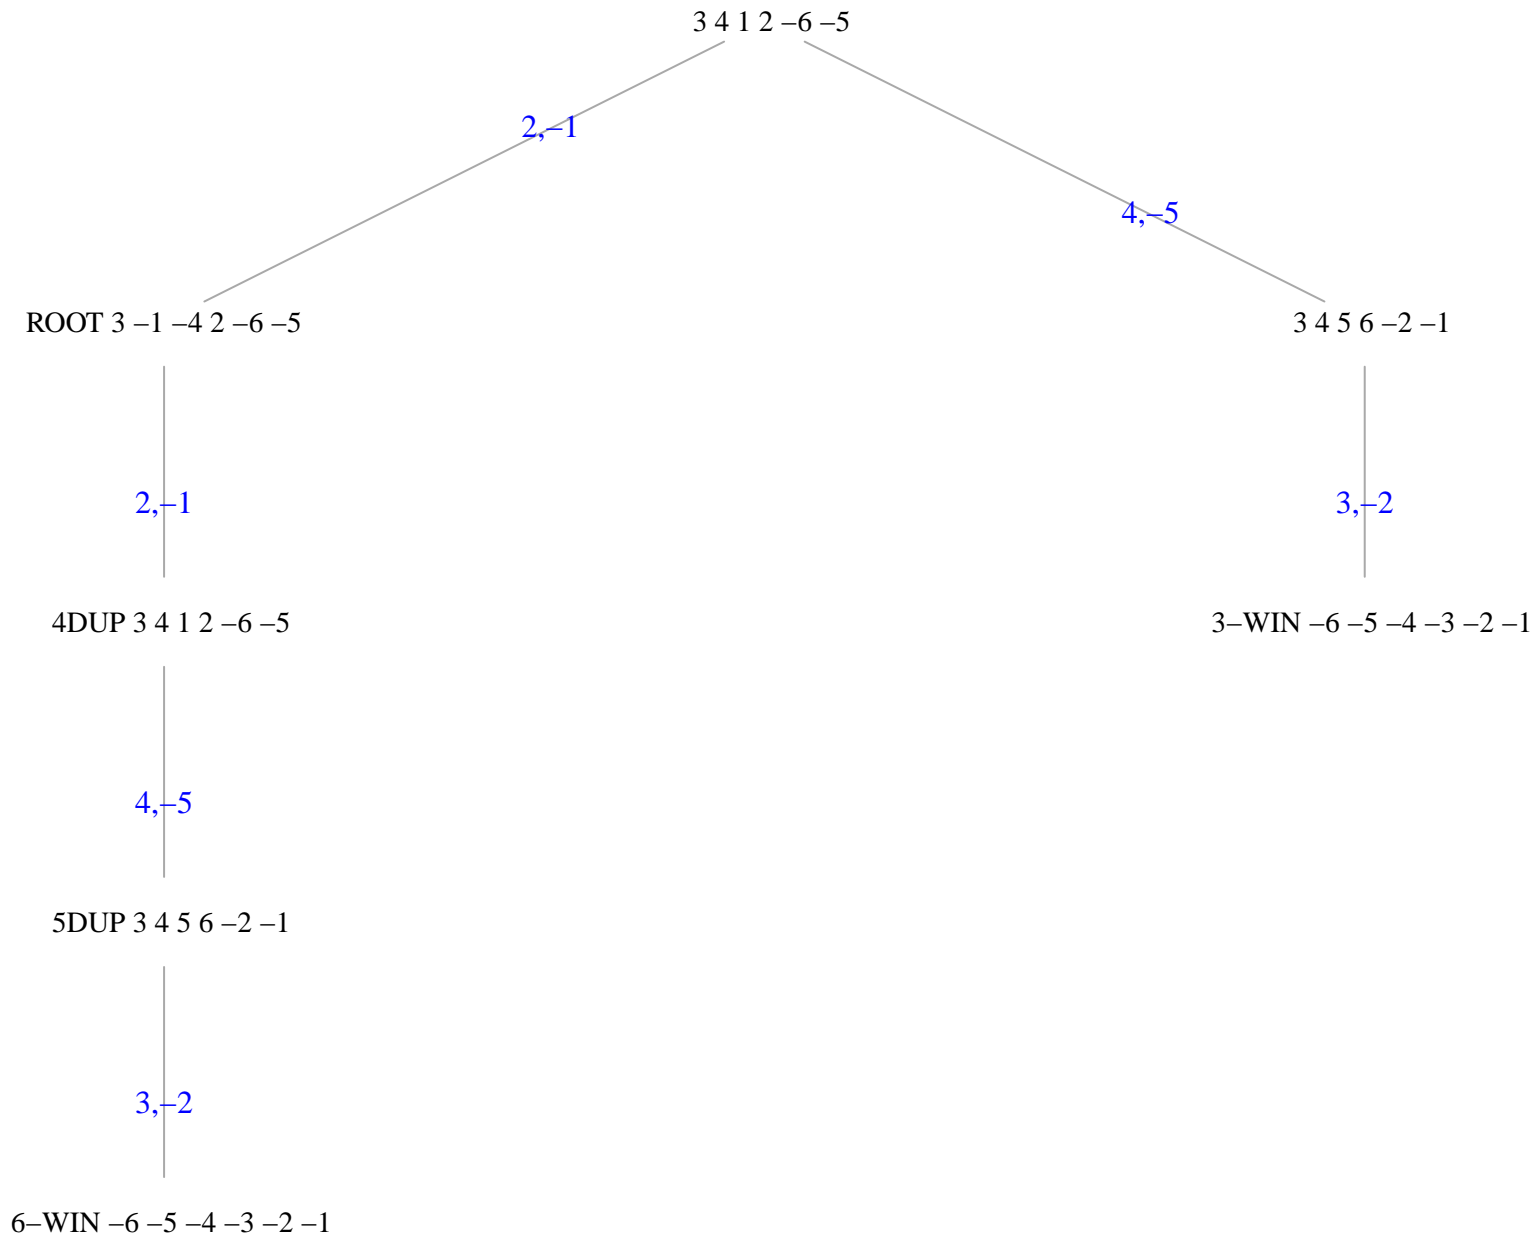 3 4 1 2 –6 –5
2,–1
4,–5
ROOT 3 –1 –4 2 –6 –5
3 4 5 6 –2 –1
2,–1
3,–2
4DUP 3 4 1 2 –6 –5
3–WIN –6 –5 –4 –3 –2 –1
4,–5
5DUP 3 4 5 6 –2 –1
3,–2
6–WIN –6 –5 –4 –3 –2 –1